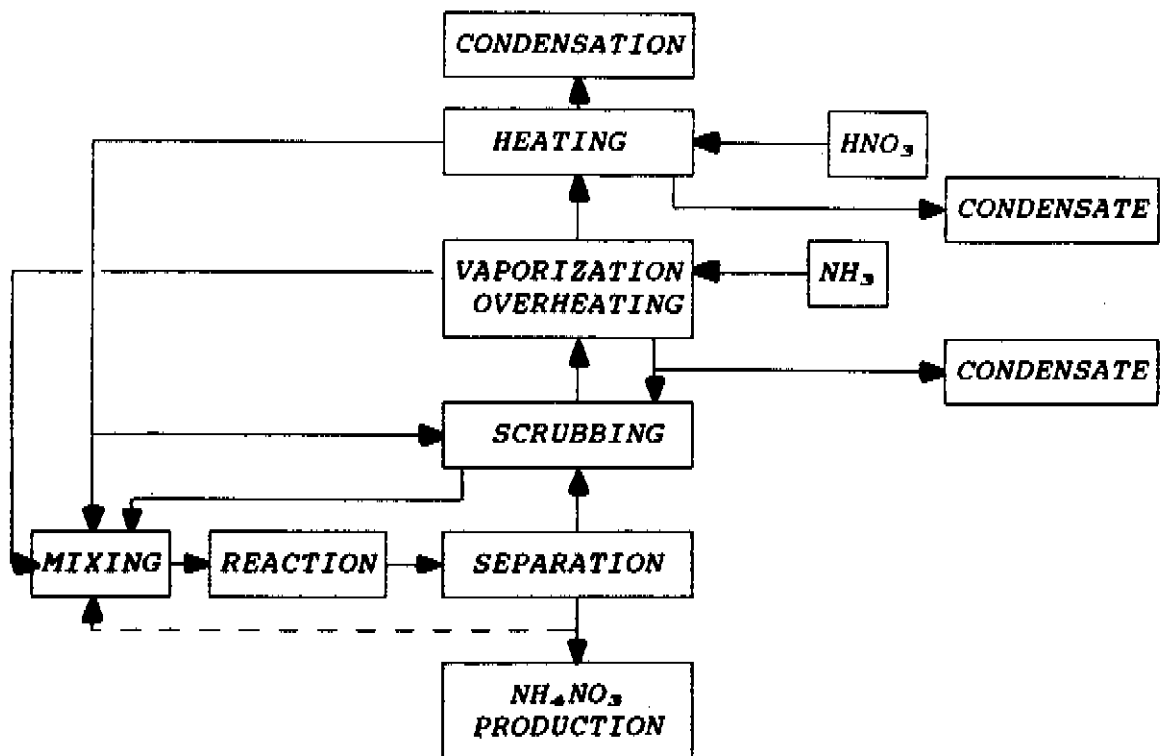 CONDENSATION
HEATING
HNO₃
CONDENSATE
VAPORIZATION
OVERHEATING
NH₃
CONDENSATE
SCRUBBING
MIXING
REACTION
SEPARATION
NH₄NO₃
PRODUCTION